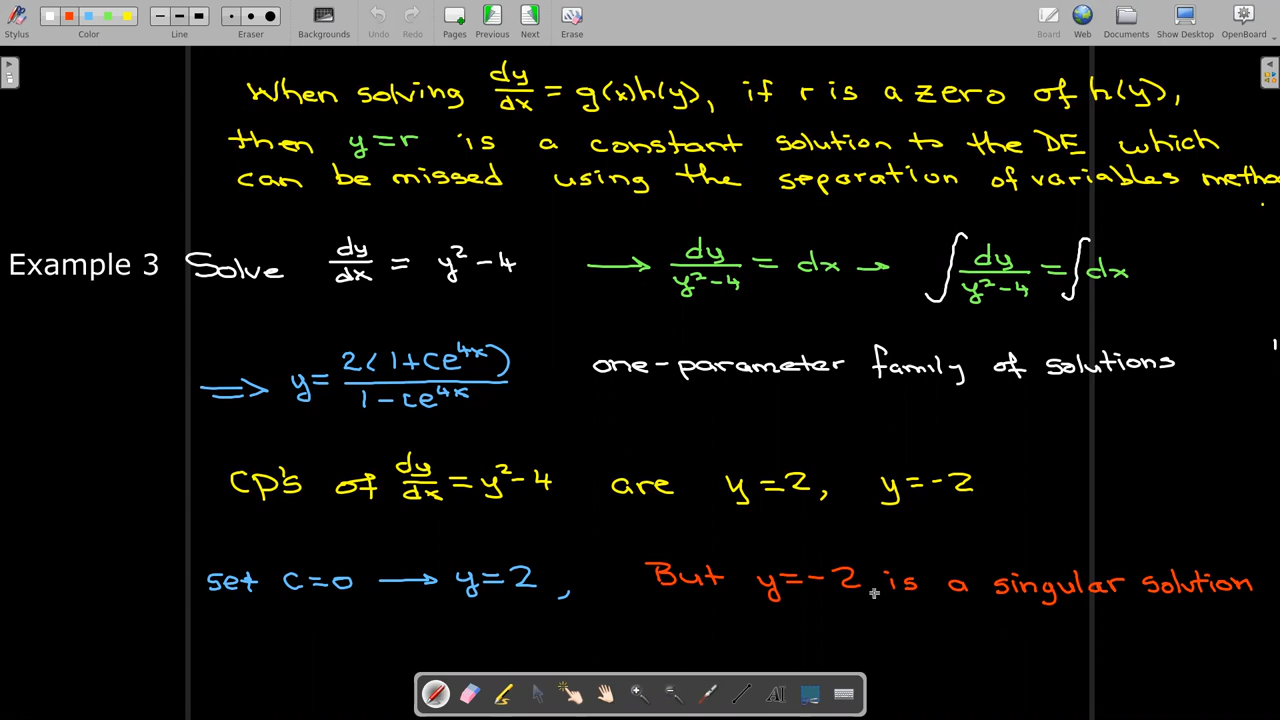 Stylus Color Line Eraser Backgrounds Undo Redo Pages Previous Next Erase Board Web Documents Show Desktop OpenBoard
When solving dy/dx = g(x)h(y), if r is a zero of h(y),
then y=r is a constant solution to the DE which
can be missed using the separation of variables metho
Example 3 Solve dy/dx = y²-4 → dy/(y²-4) = dx → ∫ dy/(y²-4) = ∫ dx
⇒ y = 2(1+Ce^4x)/(1-Ce^4x) one-parameter family of solutions
CP's of dy/dx = y²-4 are y=2, y=-2
set C=0 → y=2, But y=-2 is a singular solution